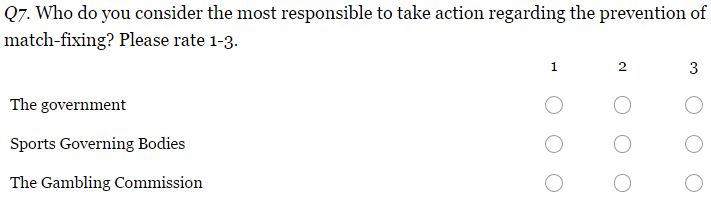 Q7. Who do you consider the most responsible to take action regarding the prevention of
match-fixing? Please rate 1-3.
1 2 3
The government
Sports Governing Bodies
The Gambling Commission